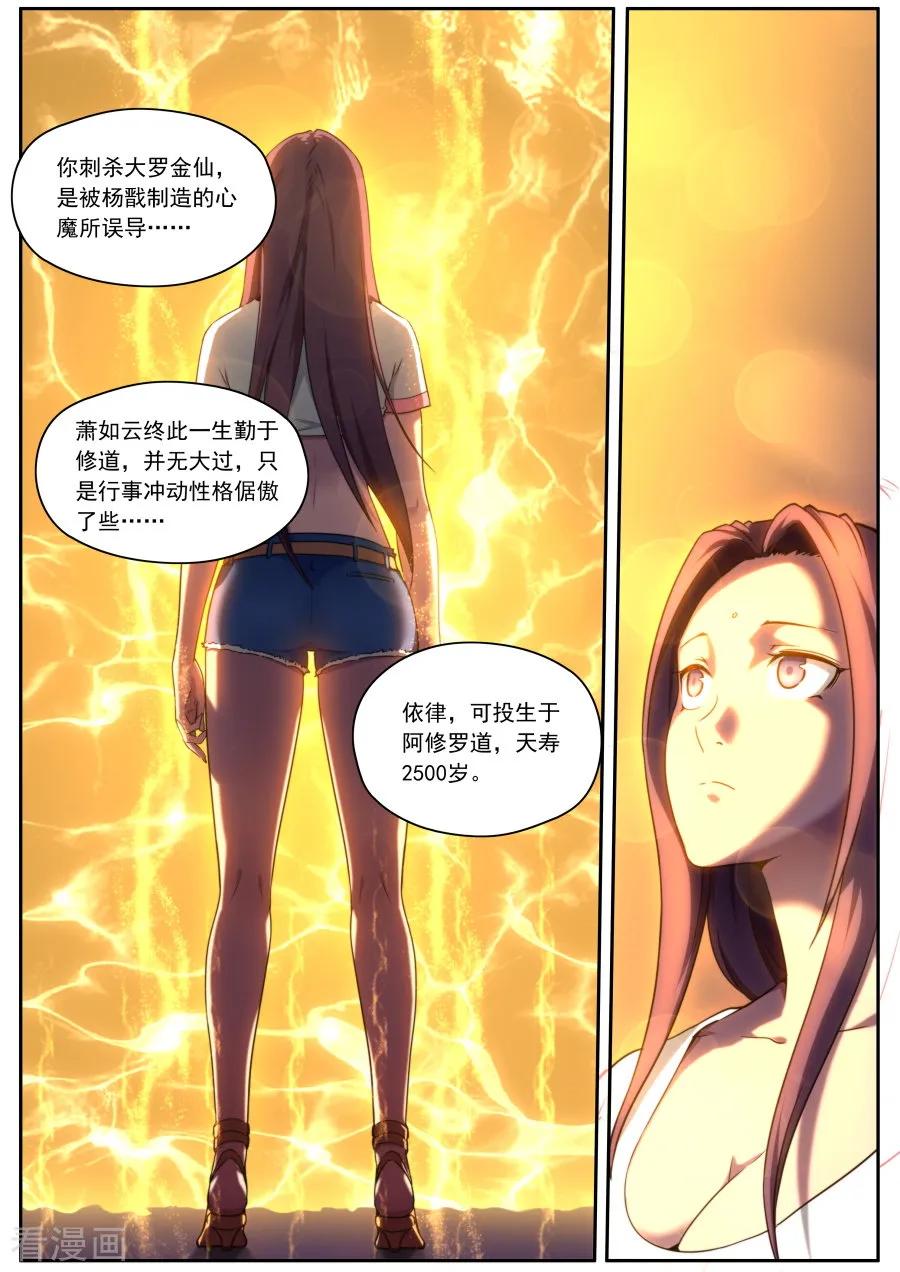 你刺杀大罗金仙，
是被杨戬制造的心
魔所误导……
萧如云终此一生勤于
修道，并无大过，只
是行事冲动性格倨傲
了些……
依律，可投生于
阿修罗道，天寿
2500岁。
看漫画